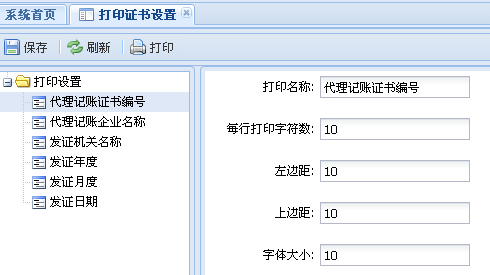 系统首页 打印证书设置
保存 刷新 打印
打印设置
代理记账证书编号
代理记账企业名称
发证机关名称
发证年度
发证月度
发证日期
打印名称: 代理记账证书编号
每行打印字符数: 10
左边距: 10
上边距: 10
字体大小: 10